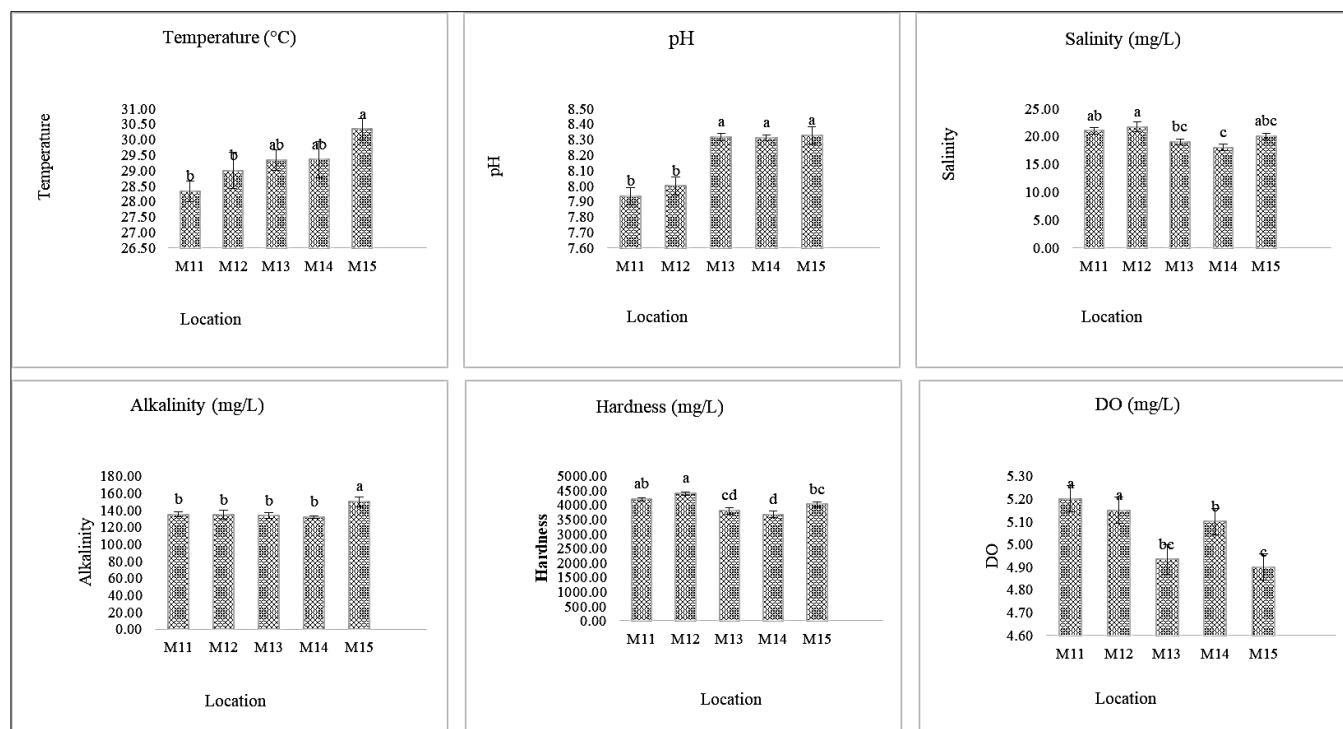 Temperature (°C)
Temperature
31.00
30.50
30.00
29.50
29.00
28.50
28.00
27.50
27.00
26.50
b
b
ab
ab
a
M11 M12 M13 M14 M15
Location
pH
pH
8.50
8.40
8.30
8.20
8.10
8.00
7.90
7.80
7.70
7.60
b
b
a
a
a
M11 M12 M13 M14 M15
Location
Salinity (mg/L)
Salinity
25.00
20.00
15.00
10.00
5.00
0.00
ab
a
bc
c
abc
M11 M12 M13 M14 M15
Location
Alkalinity (mg/L)
Alkalinity
180.00
160.00
140.00
120.00
100.00
80.00
60.00
40.00
20.00
0.00
b
b
b
b
a
M11 M12 M13 M14 M15
Location
Hardness (mg/L)
Hardness
5000.00
4500.00
4000.00
3500.00
3000.00
2500.00
2000.00
1500.00
1000.00
500.00
0.00
ab
a
cd
d
bc
M11 M12 M13 M14 M15
Location
DO (mg/L)
DO
5.30
5.20
5.10
5.00
4.90
4.80
4.70
4.60
a
a
bc
b
c
M11 M12 M13 M14 M15
Location